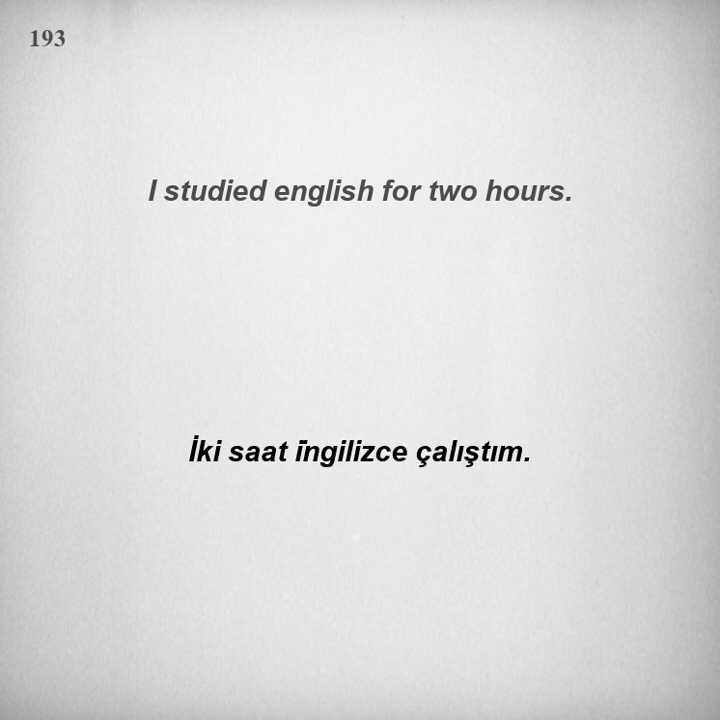 193
I studied english for two hours.
İki saat īngilizce çalıştım.